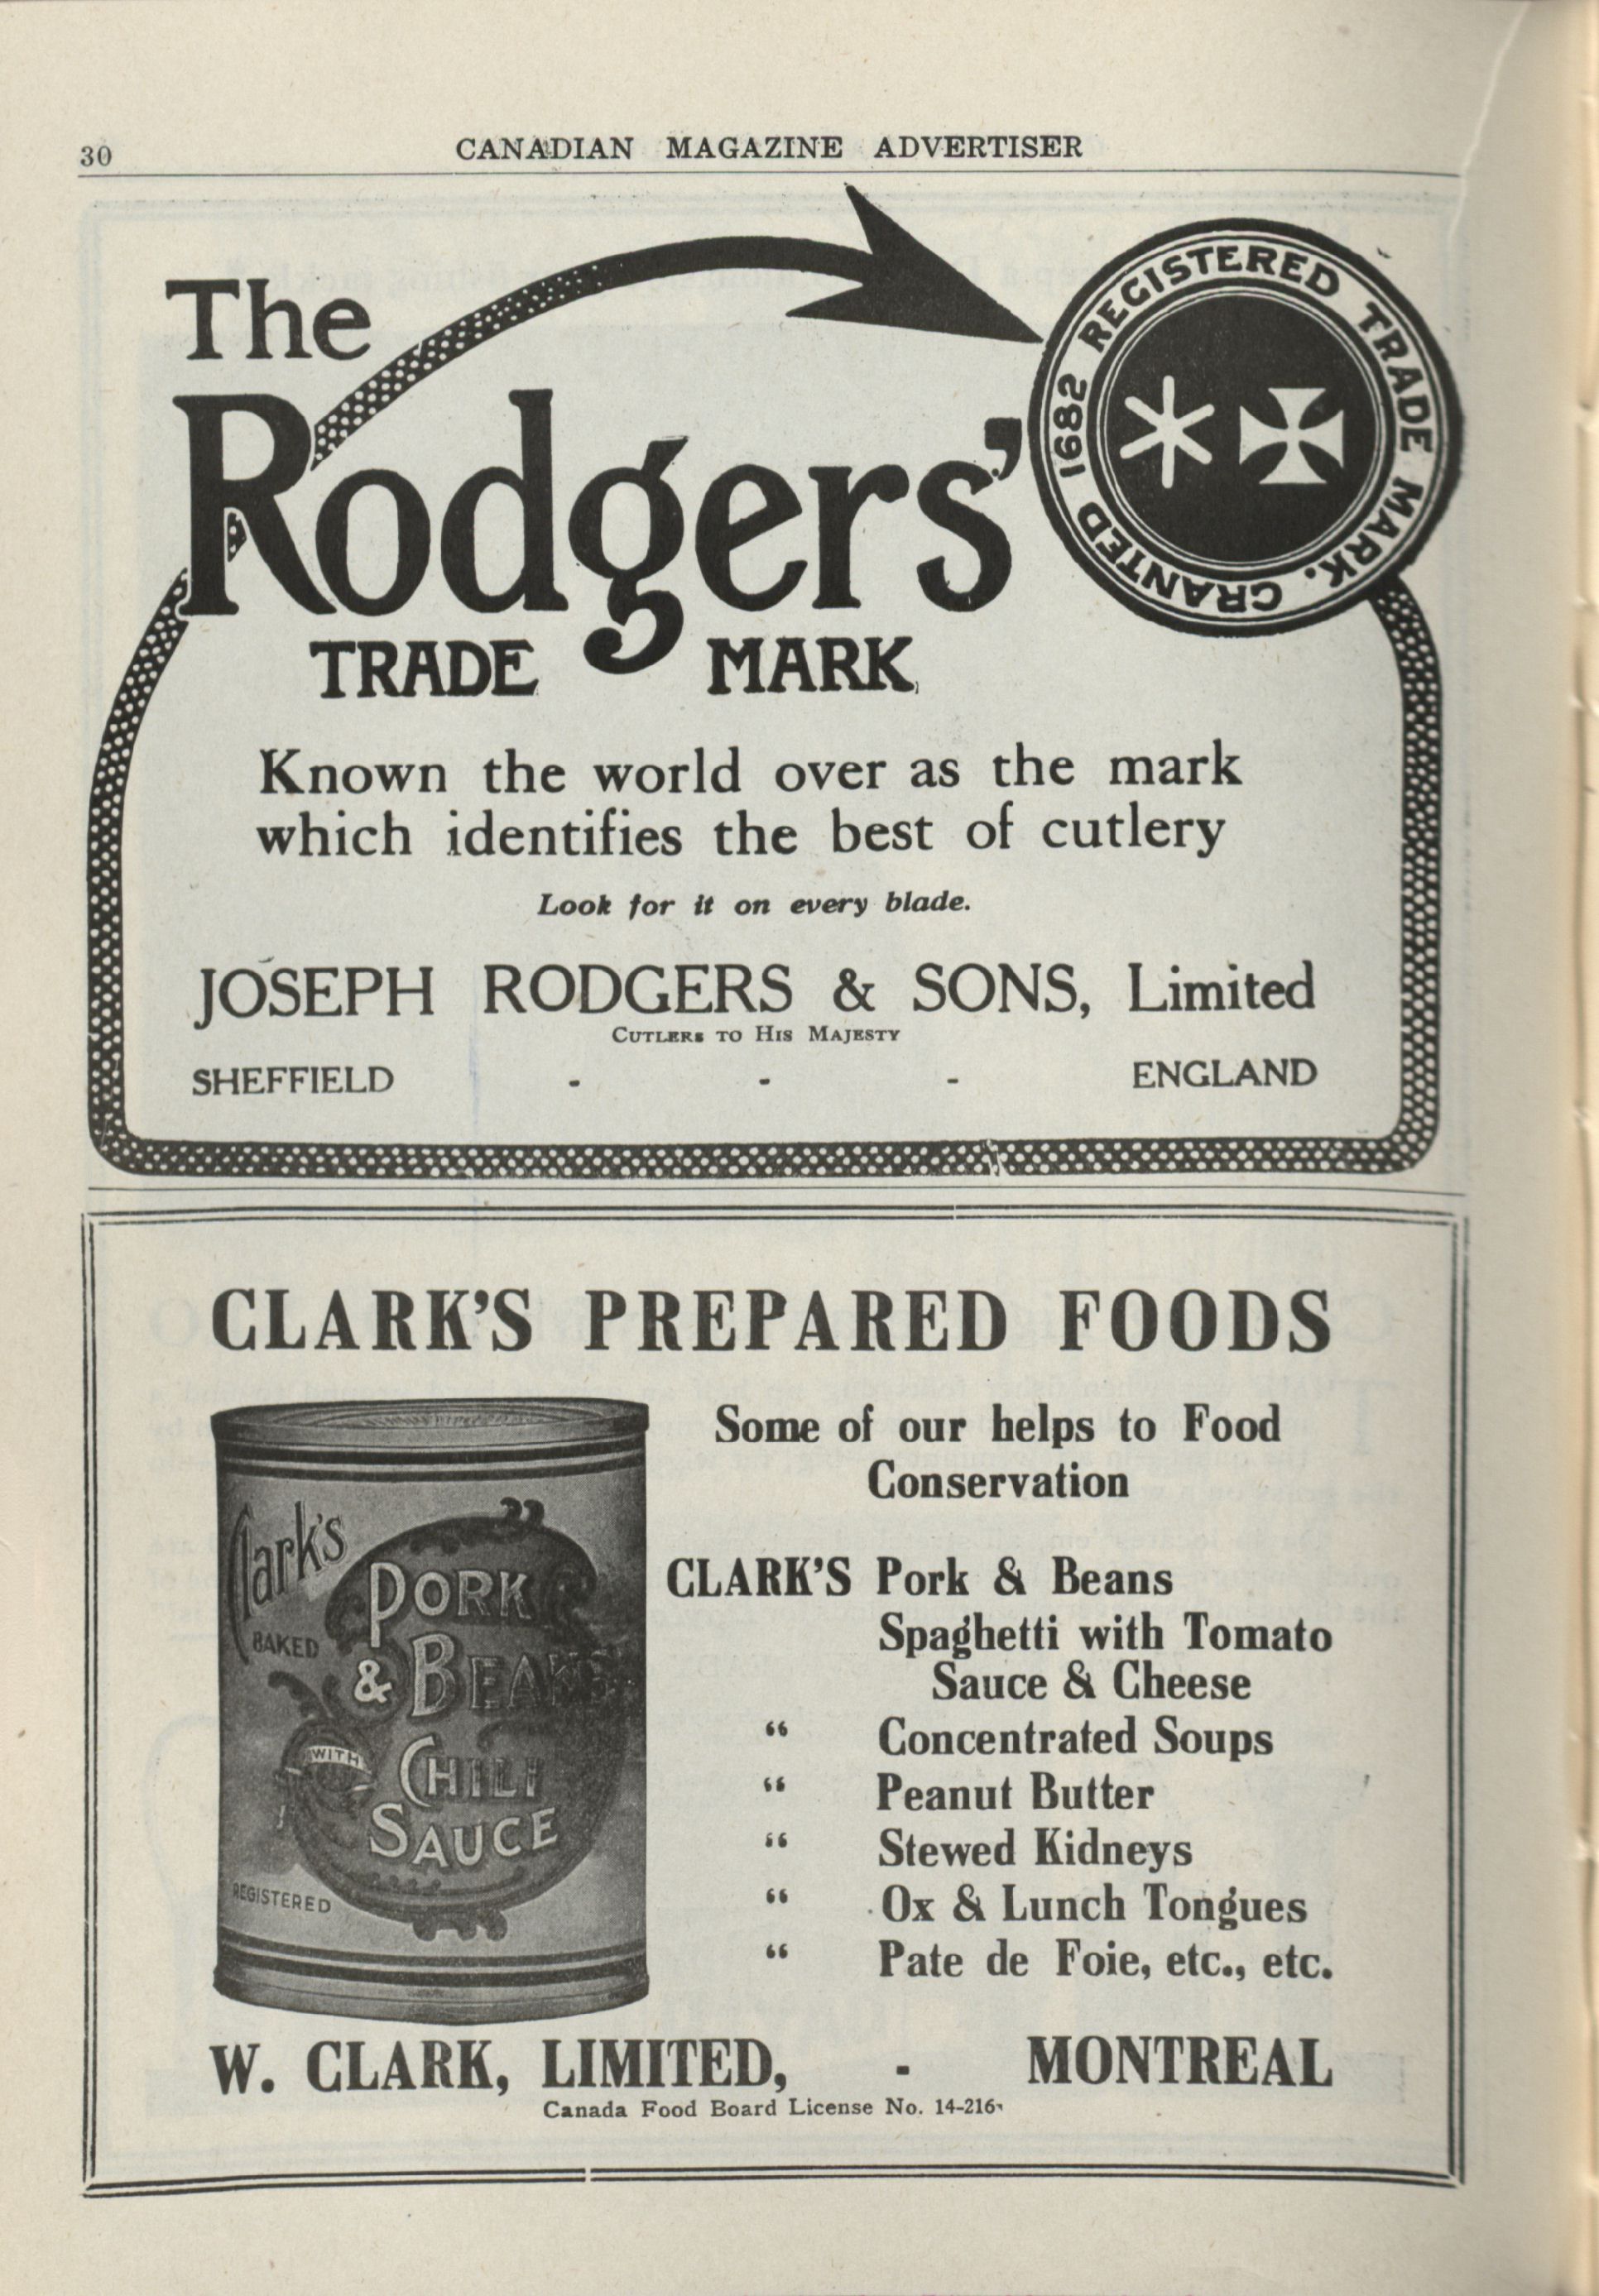 30
CANADIAN MAGAZINE ADVERTISER
The
Rodgers'
TRADE MARK
REGISTERED TRADE MARK. GRANTED 1682
Known the world over as the mark
which identifies the best of cutlery
Look for it on every blade.
JOSEPH RODGERS & SONS, Limited
CUTLERS TO HIS MAJESTY
SHEFFIELD - - - ENGLAND
CLARK'S PREPARED FOODS
Clark's
BAKED
PORK
& BEANS
WITH
CHILI
SAUCE
REGISTERED
Some of our helps to Food
Conservation
CLARK'S Pork & Beans
Spaghetti with Tomato
Sauce & Cheese
“ Concentrated Soups
“ Peanut Butter
“ Stewed Kidneys
“ Ox & Lunch Tongues
“ Pate de Foie, etc., etc.
W. CLARK, LIMITED, - MONTREAL
Canada Food Board License No. 14-216.